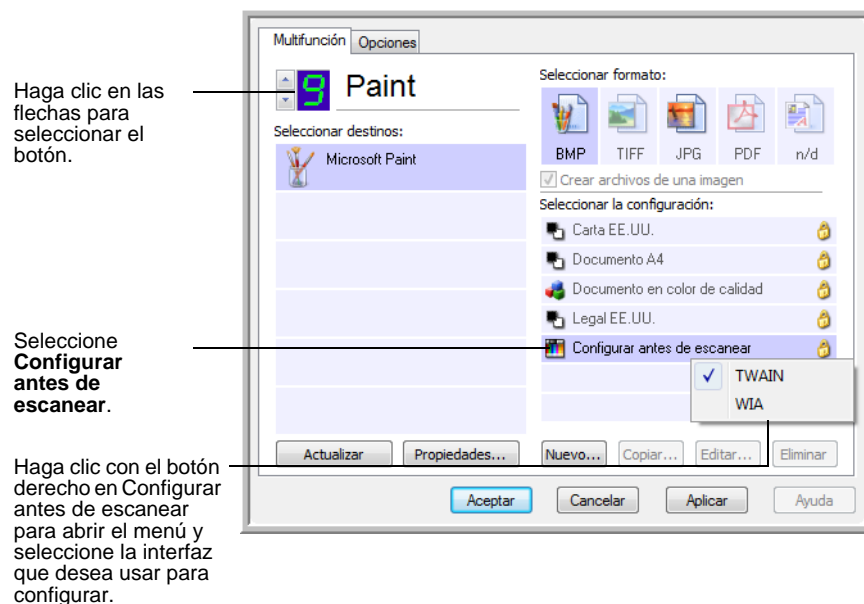 Haga clic en las
flechas para
seleccionar el
botón.
Seleccione
Configurar
antes de
escanear.
Haga clic con el botón
derecho en Configurar
antes de escanear
para abrir el menú y
seleccione la interfaz
que desea usar para
configurar.
Multifunción Opciones
9 Paint
Seleccionar destinos:
Microsoft Paint
Actualizar Propiedades...
Seleccionar formato:
BMP TIFF JPG PDF n/d
Crear archivos de una imagen
Seleccionar la configuración:
Carta EE.UU.
Documento A4
Documento en color de calidad
Legal EE.UU.
Configurar antes de escanear
TWAIN
WIA
Nuevo... Copiar... Editar... Eliminar
Aceptar Cancelar Aplicar Ayuda